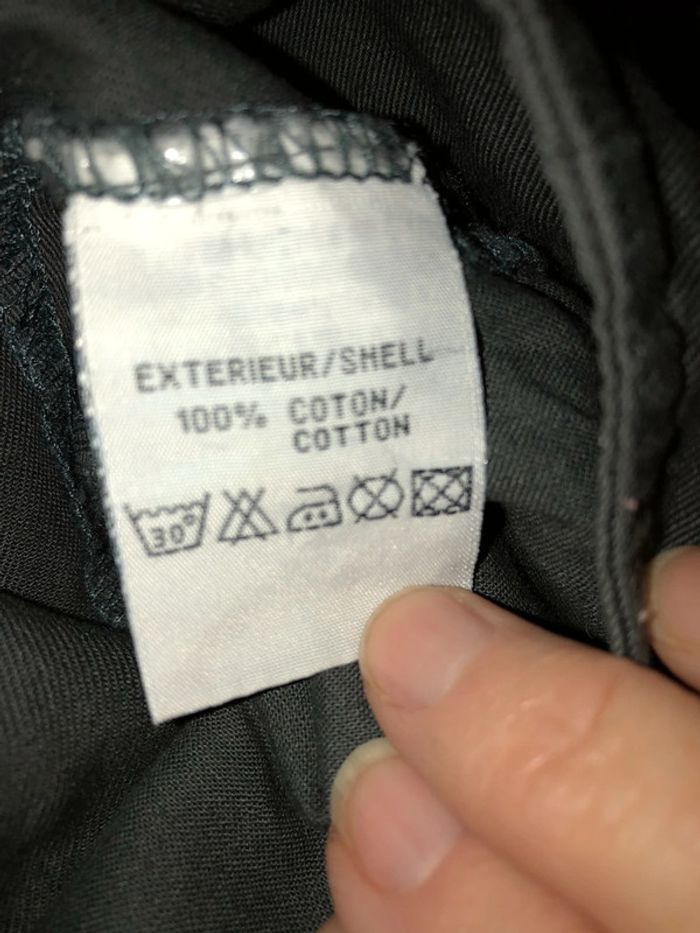 EXTERIEUR/SHELL
100% COTON/
COTTON
30°